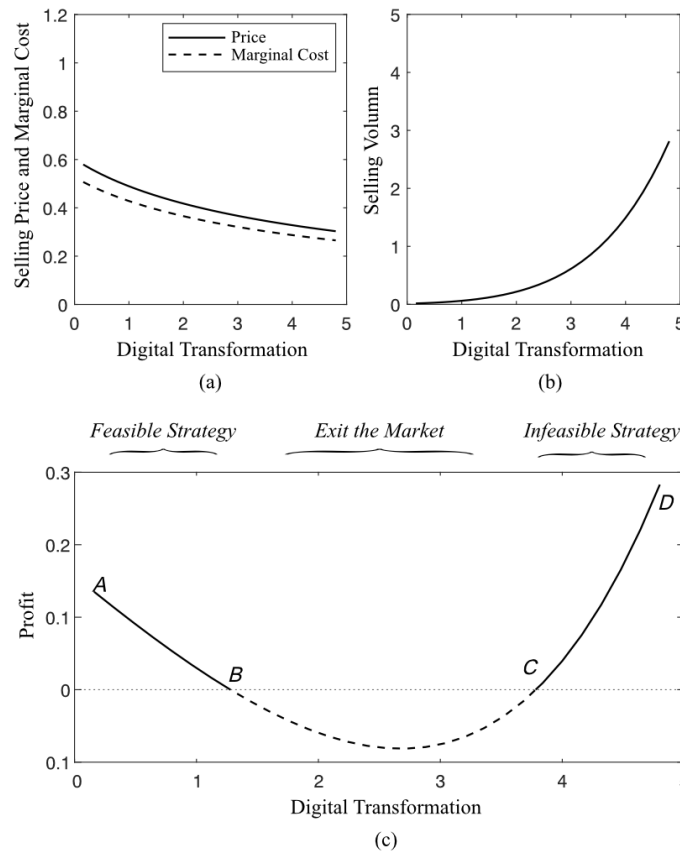 Price
Marginal Cost
Selling Price and Marginal Cost
1.2
1
0.8
0.6
0.4
0.2
0
0 1 2 3 4 5
Digital Transformation
(a)
Selling Volumn
5
4
3
2
1
0
0 1 2 3 4 5
Digital Transformation
(b)
Feasible Strategy Exit the Market Infeasible Strategy
Profit
0.3
0.2
0.1
0
0.1
A
B
C
D
0 1 2 3 4 5
Digital Transformation
(c)